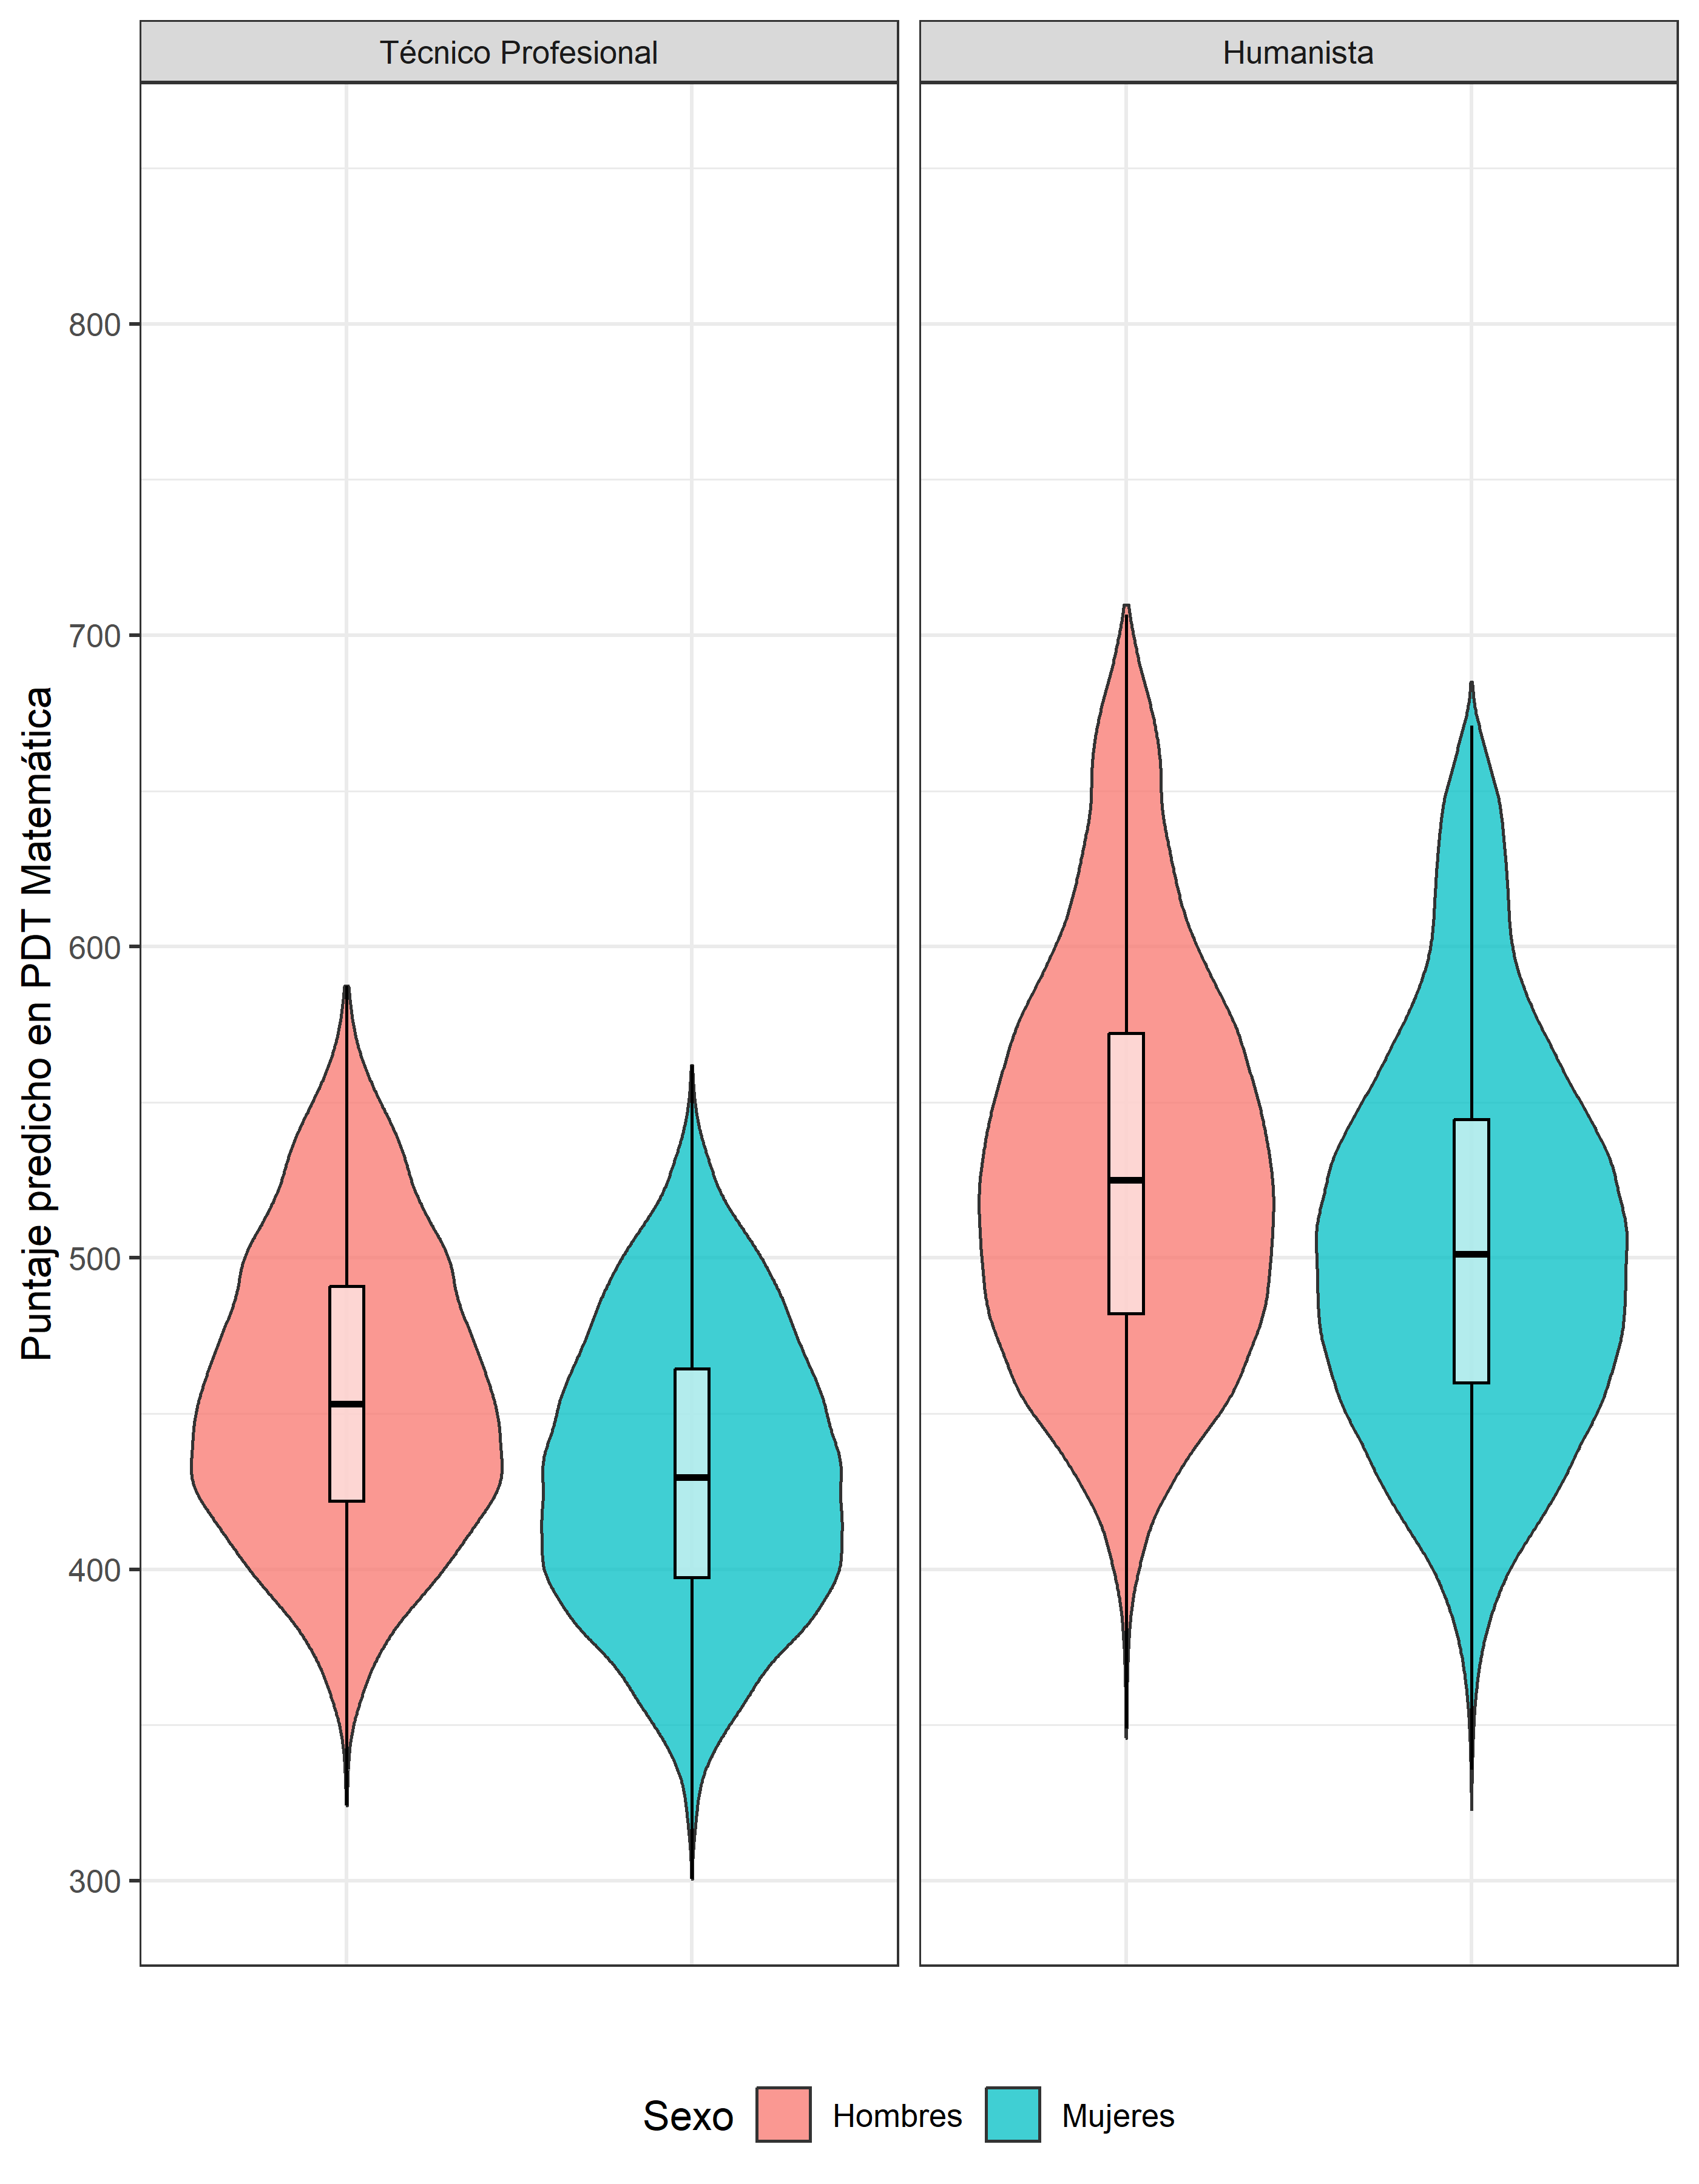 Técnico Profesional
Humanista
Puntaje predicho en PDT Matemática
800
700
600
500
400
300
Sexo Hombres Mujeres